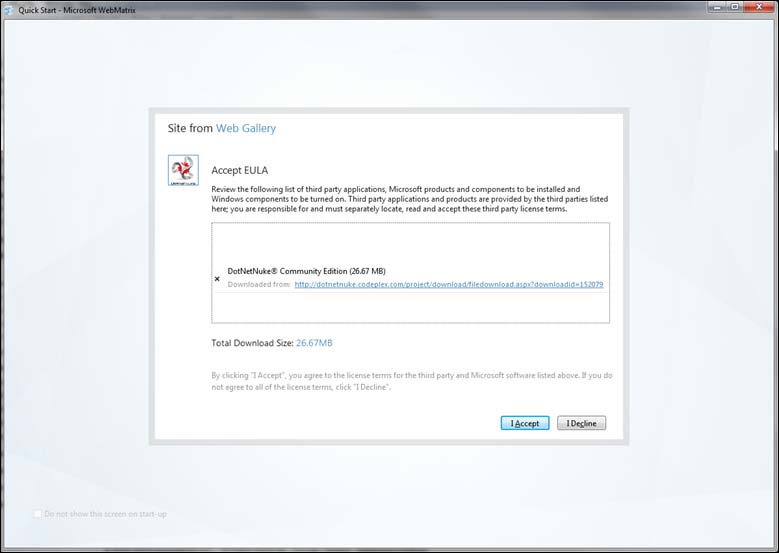 Quick Start - Microsoft WebMatrix
Site from Web Gallery
Accept EULA
Review the following list of third party applications, Microsoft products and components to be installed and
Windows components to be turned on. Third party applications and products are provided by the third parties listed
here; you are responsible for and must separately locate, read and accept these third party license terms.
DotNetNuke® Community Edition (26.67 MB)
Downloaded from: http://dotnetnuke.codeplex.com/project/download/filedownload.aspx?downloadid=152079
Total Download Size: 26.67MB
By clicking "I Accept", you agree to the license terms for the third party and Microsoft software listed above. If you do
not agree to all of the license terms, click "I Decline".
I Accept I Decline
Do not show this screen on start-up